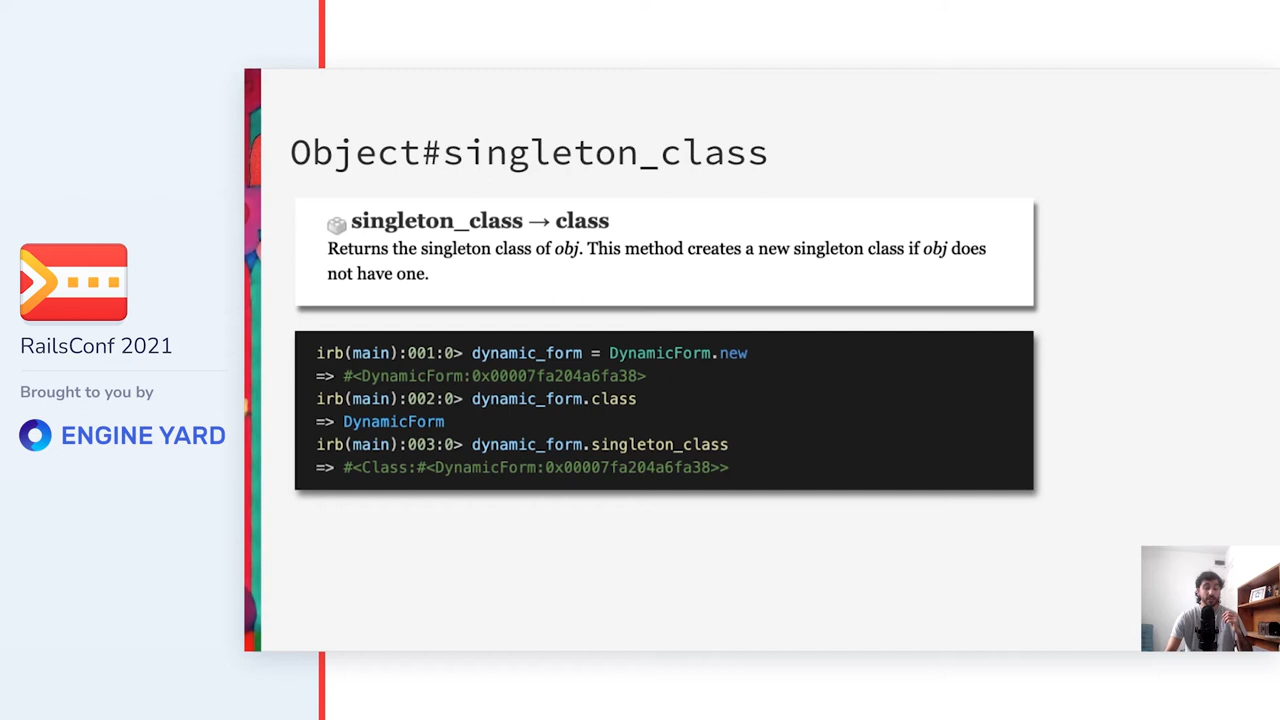 Object#singleton_class
singleton_class → class
Returns the singleton class of obj. This method creates a new singleton class if obj does
not have one.
irb(main):001:0> dynamic_form = DynamicForm.new
=> #<DynamicForm:0x00007fa204a6fa38>
irb(main):002:0> dynamic_form.class
=> DynamicForm
irb(main):003:0> dynamic_form.singleton_class
=> #<Class:#<DynamicForm:0x00007fa204a6fa38>>
RailsConf 2021
Brought to you by
ENGINE YARD